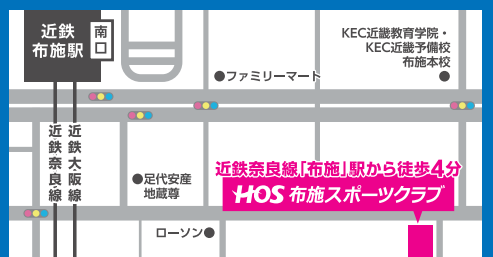 近鉄
布施駅
南口
KEC近畿教育学院・
KEC近畿予備校
布施本校
ファミリーマート
近鉄奈良線
近鉄大阪線
足代安産
地蔵尊
近鉄奈良線「布施」駅から徒歩4分
HOS 布施スポーツクラブ
ローソン